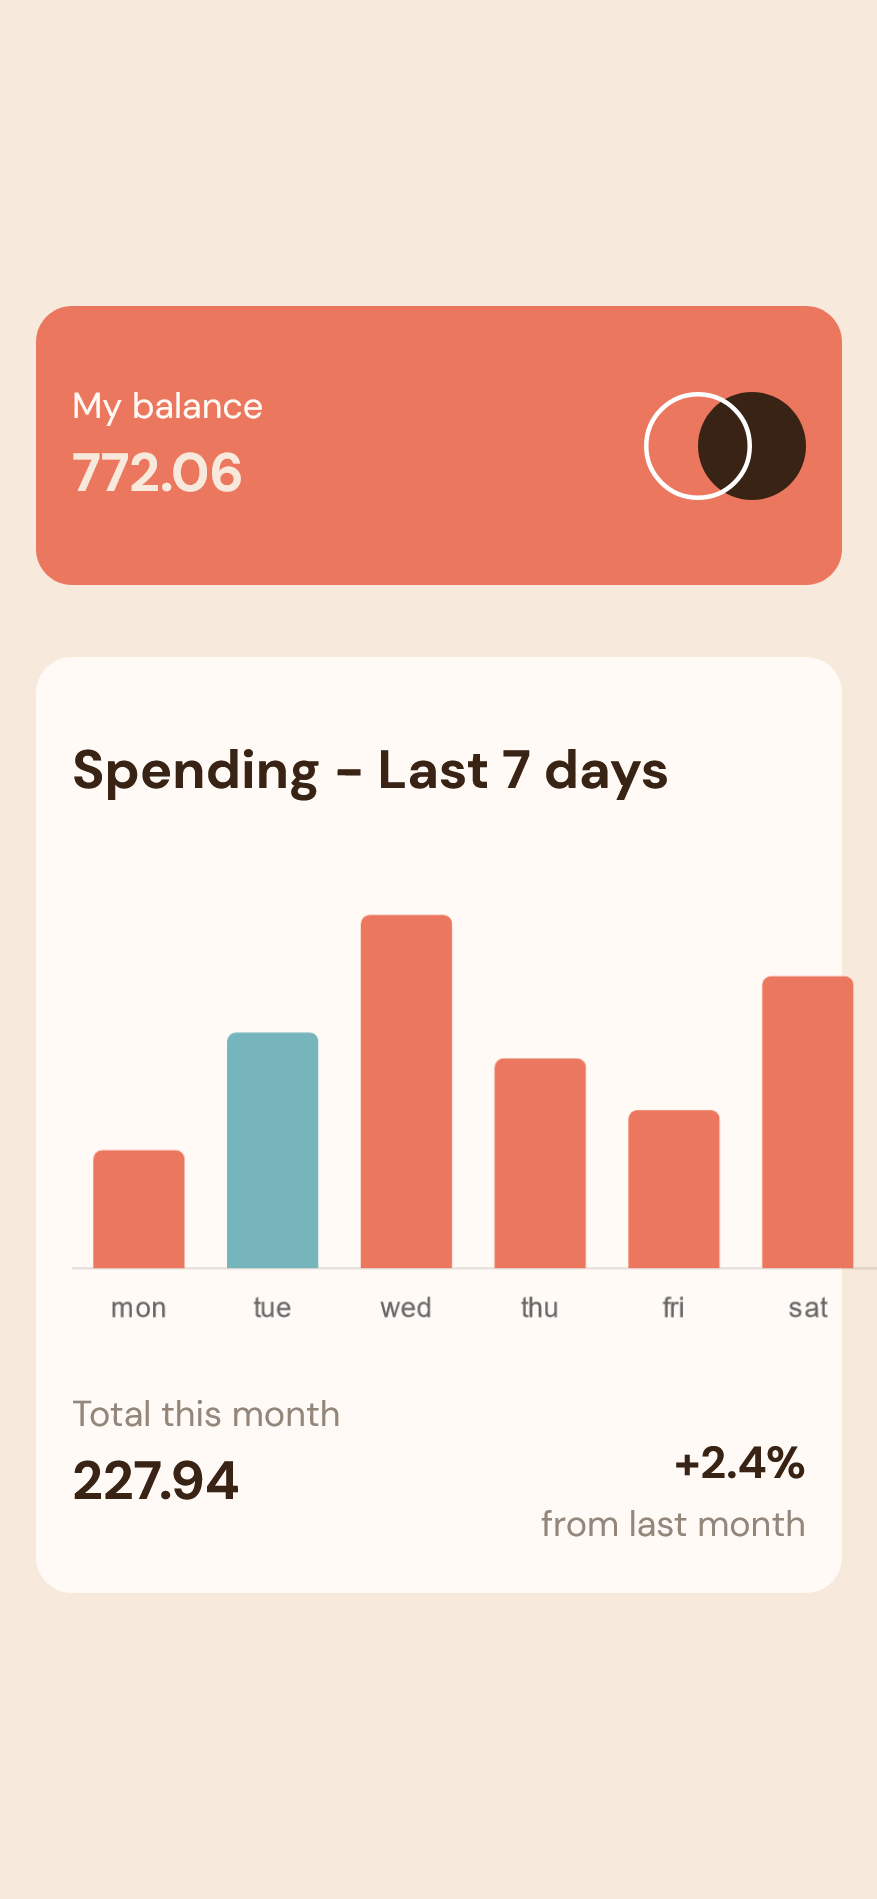 My balance
772.06
Spending - Last 7 days
mon tue wed thu fri sat
Total this month
227.94
+2.4%
from last month